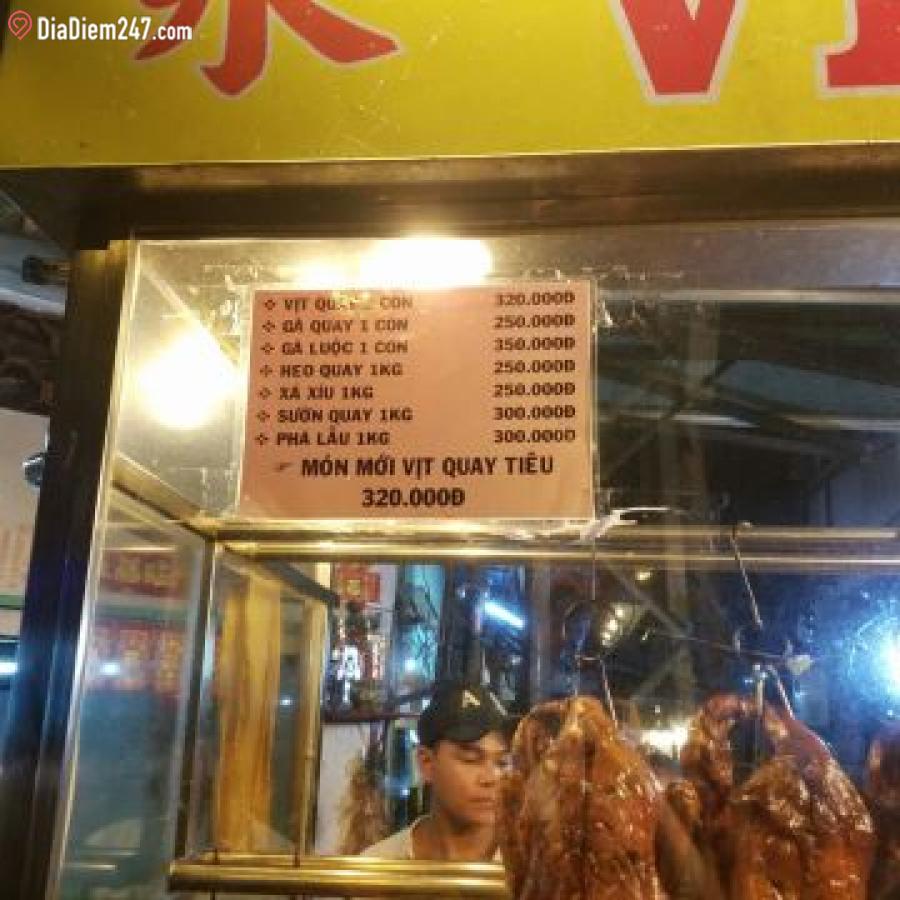 DiaDiem247.com
❖ VỊT QUAY 1 CON 320.000Đ
❖ GÀ QUAY 1 CON 250.000Đ
❖ GÀ LUỘC 1 CON 350.000Đ
❖ HEO QUAY 1KG 250.000Đ
❖ XÁ XÍU 1KG 250.000Đ
❖ SƯỜN QUAY 1KG 300.000Đ
❖ PHÁ LẤU 1KG 300.000Đ
☞ MÓN MỚI VỊT QUAY TIÊU
320.000Đ